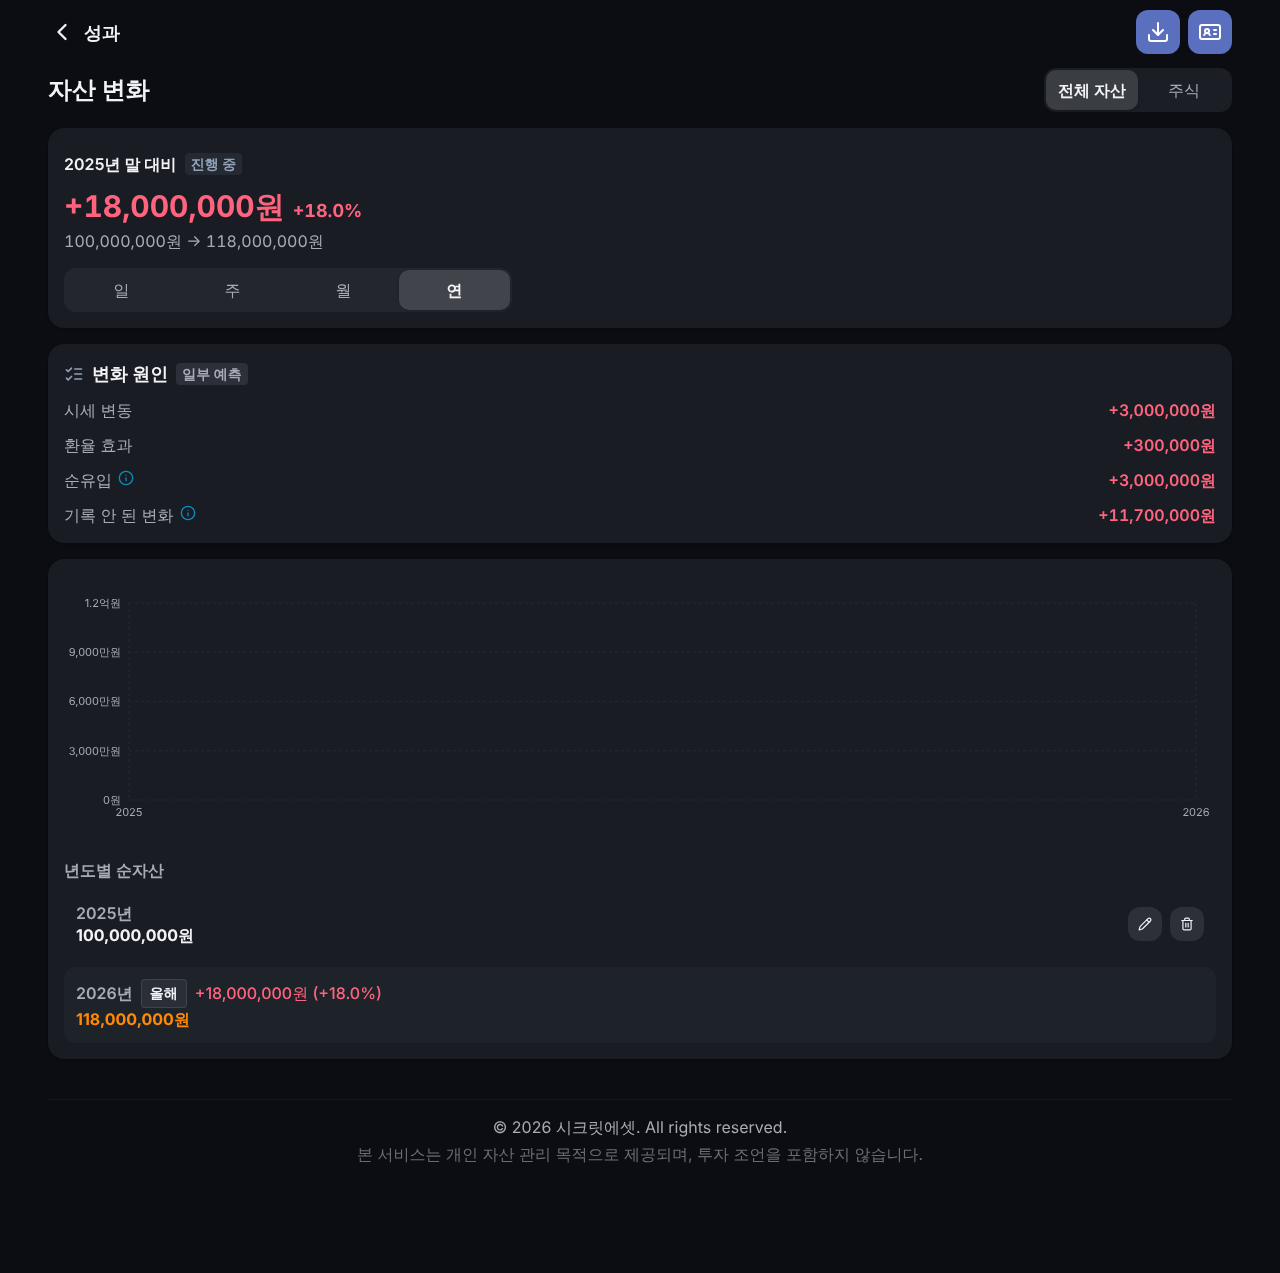 성과
자산 변화
전체 자산 주식
2025년 말 대비 진행 중
+18,000,000원 +18.0%
100,000,000원 → 118,000,000원
일 주 월 연
변화 원인 일부 예측
시세 변동 +3,000,000원
환율 효과 +300,000원
순유입 +3,000,000원
기록 안 된 변화 +11,700,000원
1.2억원
9,000만원
6,000만원
3,000만원
0원
2025 2026
년도별 순자산
2025년
100,000,000원
2026년 올해 +18,000,000원 (+18.0%)
118,000,000원
© 2026 시크릿에셋. All rights reserved.
본 서비스는 개인 자산 관리 목적으로 제공되며, 투자 조언을 포함하지 않습니다.